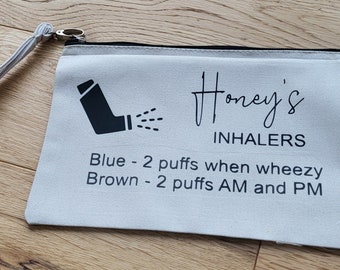 Honey's
INHALERS
Blue - 2 puffs when wheezy
Brown - 2 puffs AM and PM